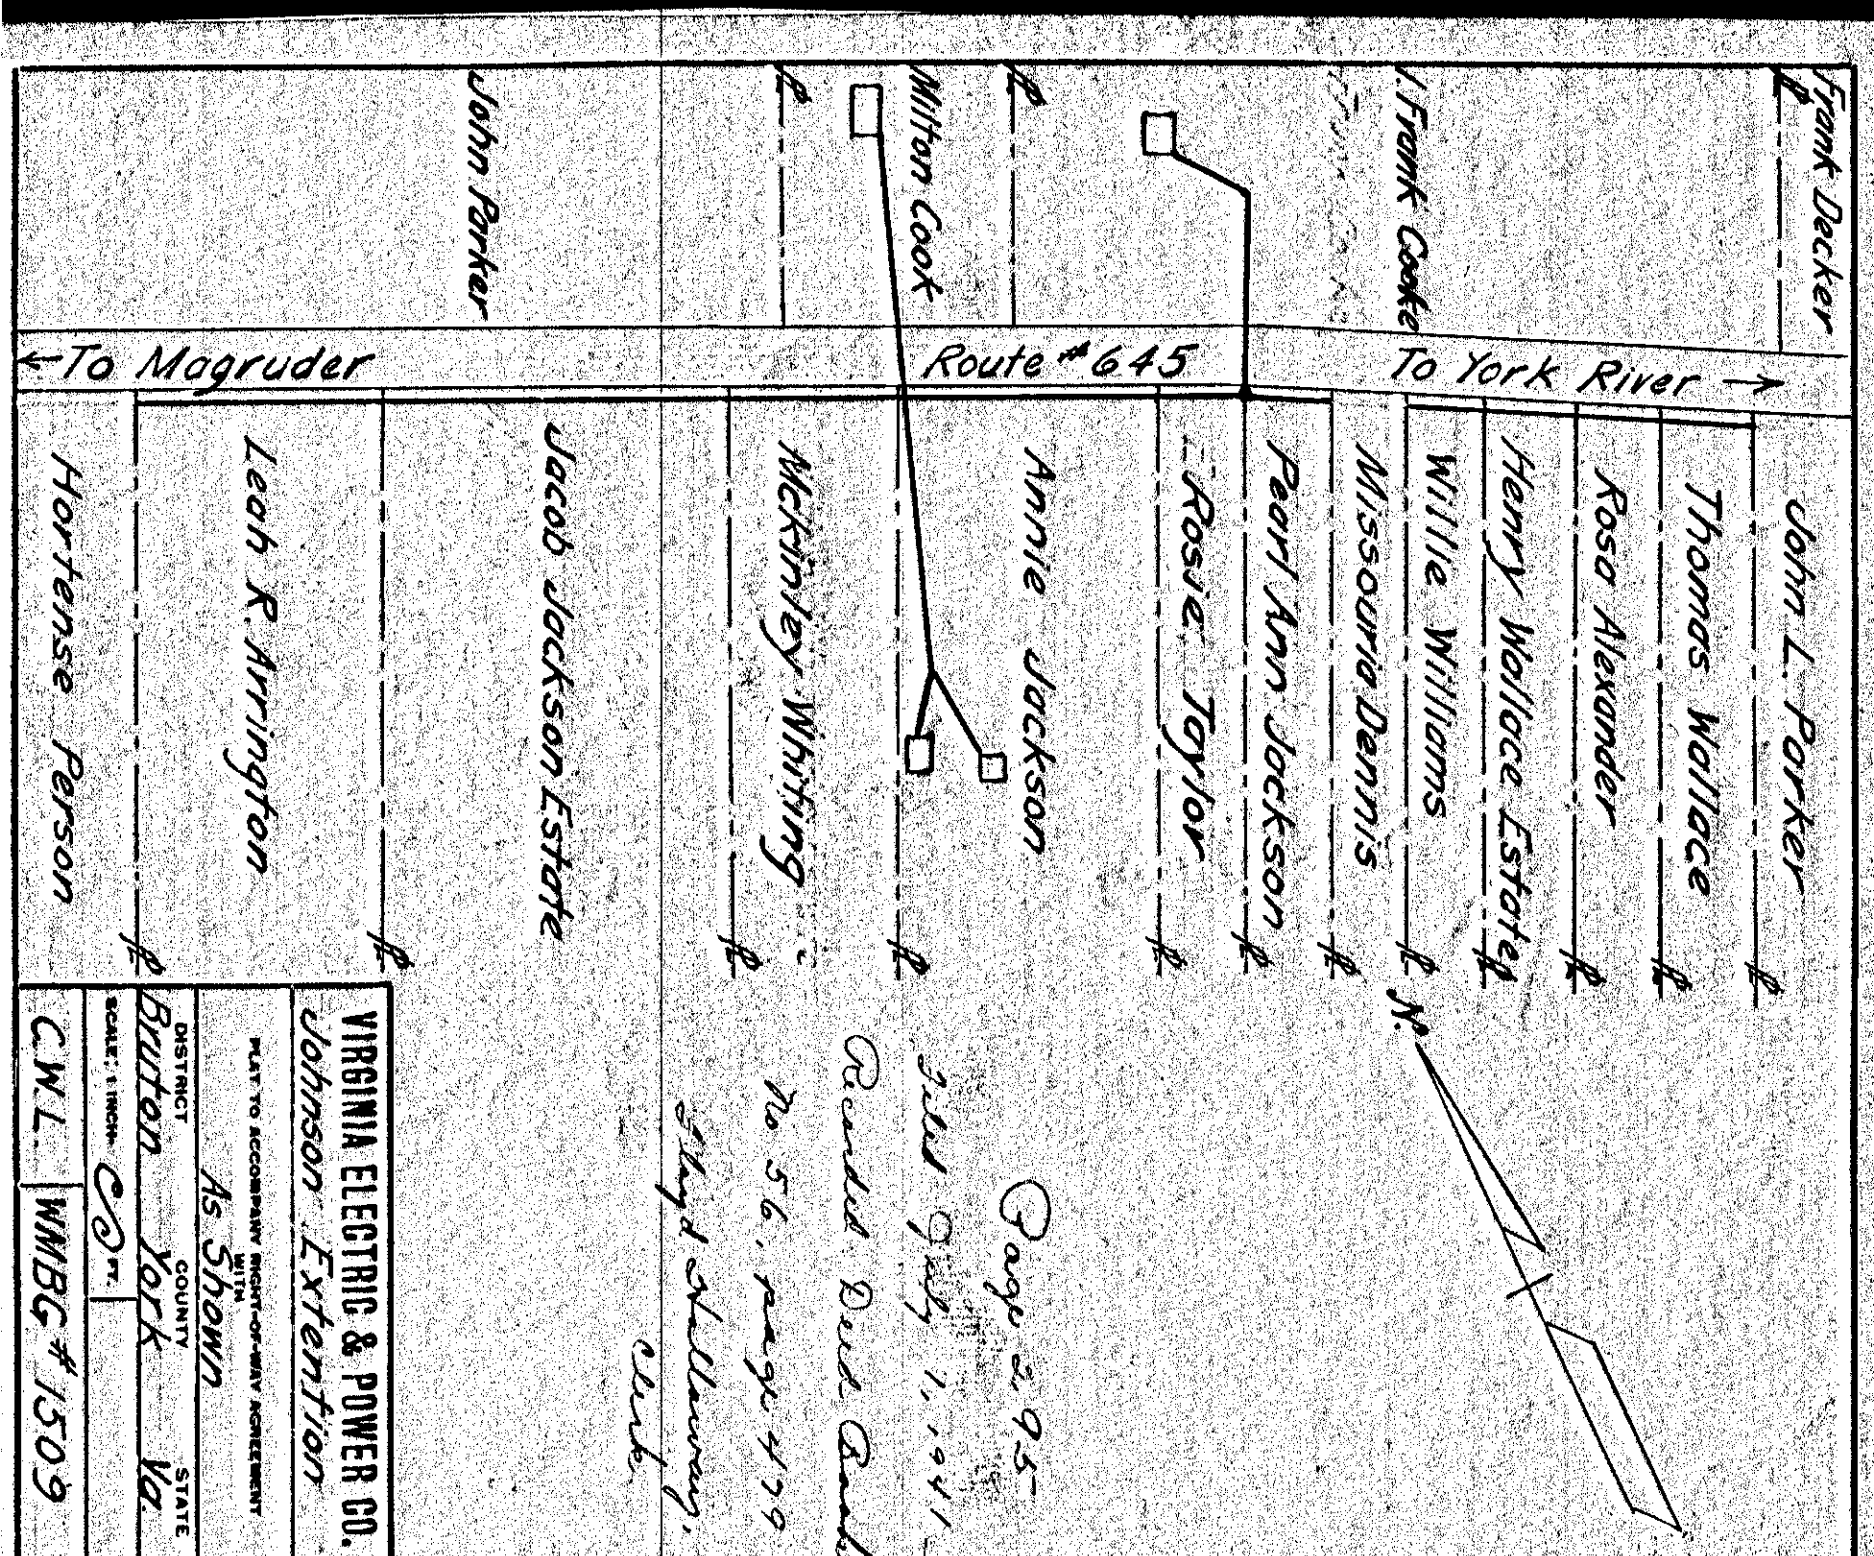 Frank Decker
J. Frank Cooke
Milton Cook
John Parker
← To Magruder
Route #645
To York River →
John L. Parker
Thomas Wallace
Rosa Alexander
Henry Wallace Estate
Willie Williams
Missouria Dennis
Pearl Ann Jackson
Rosie Taylor
Annie Jackson
Mckinley Whiting
Jacob Jackson Estate
Leah R. Arrington
Hortense Person
N.
Page 295
Filed July 1, 1941
Recorded Deed Book
No 56, page 479
Floyd Hollaway,
Clerk
VIRGINIA ELECTRIC & POWER CO.
Johnson Extention
PLAT TO ACCOMPANY RIGHT-OF-WAY AGREEMENT
WITH
As Shown
DISTRICT COUNTY STATE
Bruton York Va.
SCALE: 1 INCH= FT.
C.W.L. WMBG # 1509